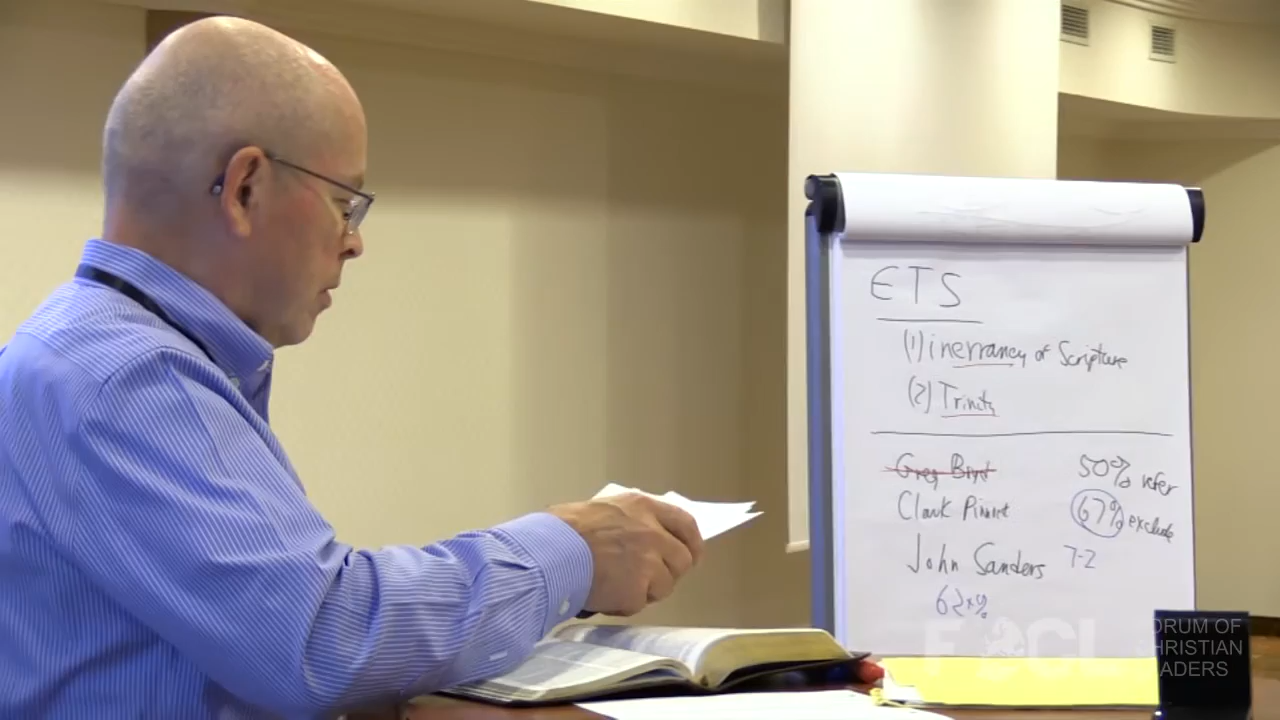 ETS
(1) inerrancy of Scripture
(2) Trinity
Greg Boyd 50% refer
Clark Pinnock 67% exclude
John Sanders 7-2
62+%
FOCL
FORUM OF
CHRISTIAN
LEADERS